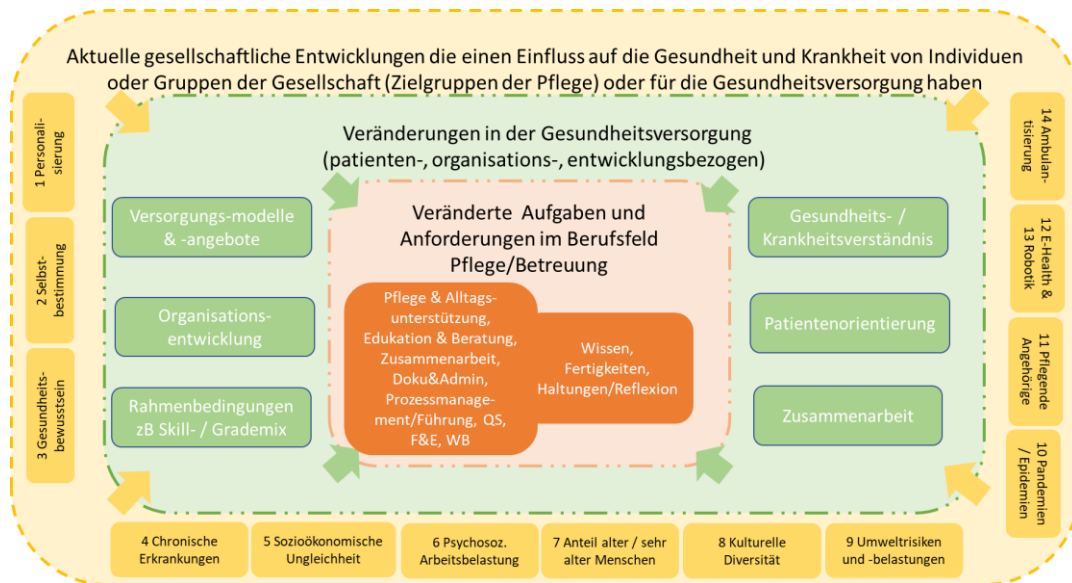 Aktuelle gesellschaftliche Entwicklungen die einen Einfluss auf die Gesundheit und Krankheit von Individuen
oder Gruppen der Gesellschaft (Zielgruppen der Pflege) oder für die Gesundheitsversorgung haben
Veränderungen in der Gesundheitsversorgung
(patienten-, organisations-, entwicklungsbezogen)
Veränderte Aufgaben und
Anforderungen im Berufsfeld
Pflege/Betreuung
Pflege & Alltags-
unterstützung,
Edukation & Beratung,
Zusammenarbeit,
Doku&Admin,
Prozessmanage-
ment/Führung, QS,
F&E, WB
Wissen,
Fertigkeiten,
Haltungen/Reflexion
Versorgungs-modelle
& -angebote
Organisations-
entwicklung
Rahmenbedingungen
zB Skill- / Grademix
Gesundheits- /
Krankheitsverständnis
Patientenorientierung
Zusammenarbeit
1 Personali-
sierung
2 Selbst-
bestimmung
3 Gesundheits-
bewusstsein
4 Chronische
Erkrankungen
5 Sozioökonomische
Ungleichheit
6 Psychosoz.
Arbeitsbelastung
7 Anteil alter / sehr
alter Menschen
8 Kulturelle
Diversität
9 Umweltrisiken
und -belastungen
10 Pandemien
/ Epidemien
11 Pflegende
Angehörige
12 E-Health &
13 Robotik
14 Ambulan-
tisierung